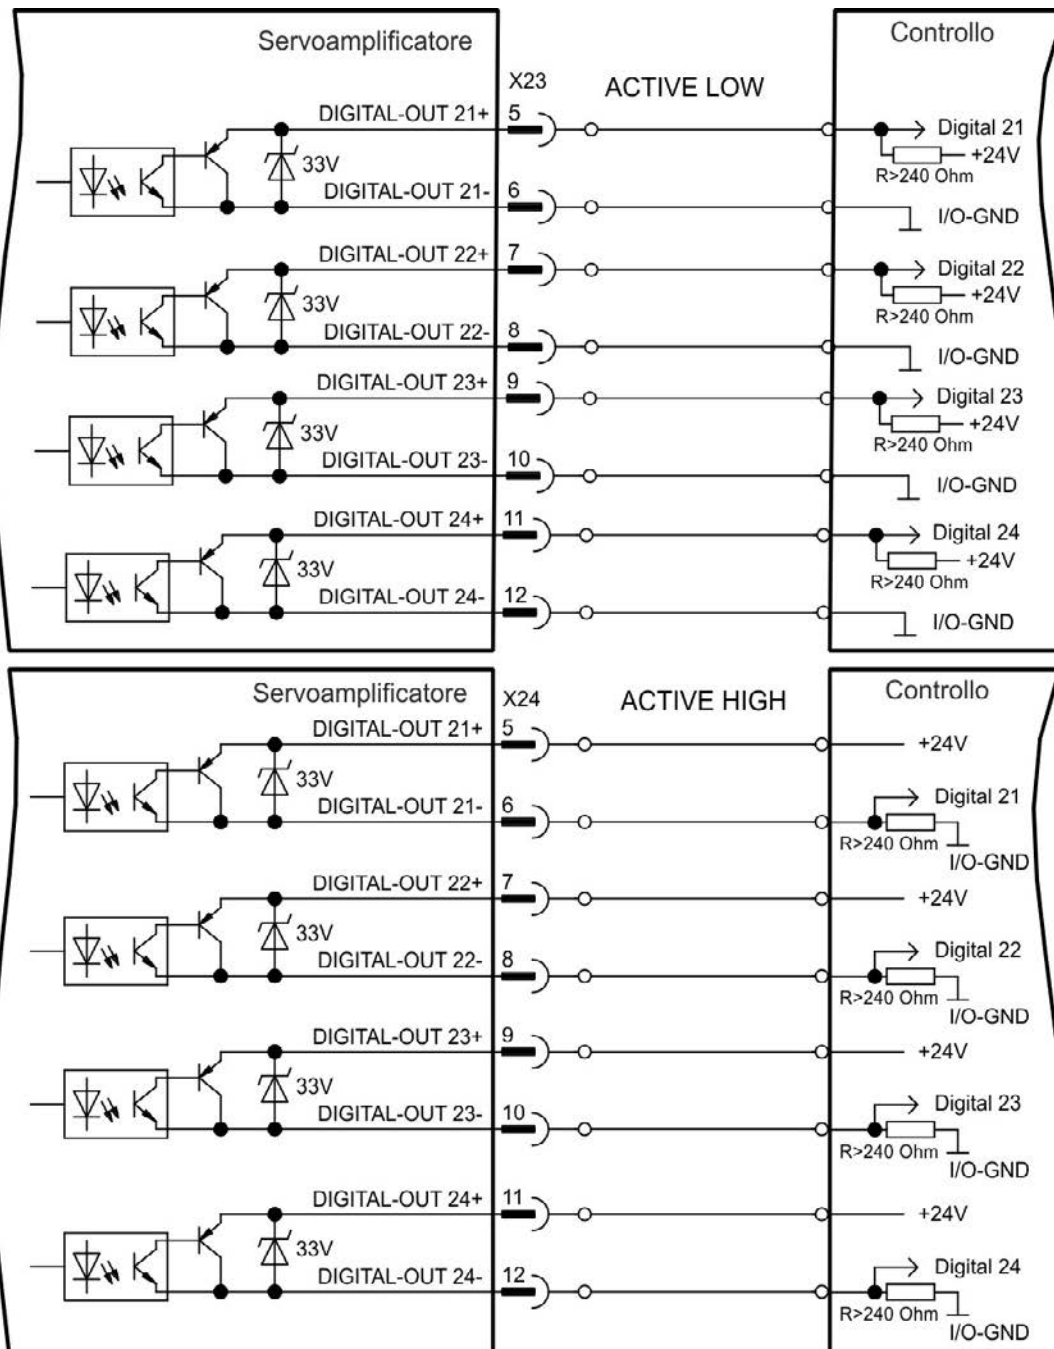 Servoamplificatore
Controllo
X23
ACTIVE LOW
DIGITAL-OUT 21+
5
Digital 21
33V
+24V
R>240 Ohm
DIGITAL-OUT 21-
6
I/O-GND
DIGITAL-OUT 22+
7
Digital 22
33V
+24V
R>240 Ohm
DIGITAL-OUT 22-
8
I/O-GND
DIGITAL-OUT 23+
9
Digital 23
33V
+24V
R>240 Ohm
DIGITAL-OUT 23-
10
I/O-GND
DIGITAL-OUT 24+
11
Digital 24
33V
+24V
R>240 Ohm
DIGITAL-OUT 24-
12
I/O-GND
Servoamplificatore
Controllo
X24
ACTIVE HIGH
DIGITAL-OUT 21+
5
+24V
33V
DIGITAL-OUT 21-
6
Digital 21
R>240 Ohm
I/O-GND
DIGITAL-OUT 22+
7
+24V
33V
DIGITAL-OUT 22-
8
Digital 22
R>240 Ohm
I/O-GND
DIGITAL-OUT 23+
9
+24V
33V
DIGITAL-OUT 23-
10
Digital 23
R>240 Ohm
I/O-GND
DIGITAL-OUT 24+
11
+24V
33V
DIGITAL-OUT 24-
12
Digital 24
R>240 Ohm
I/O-GND